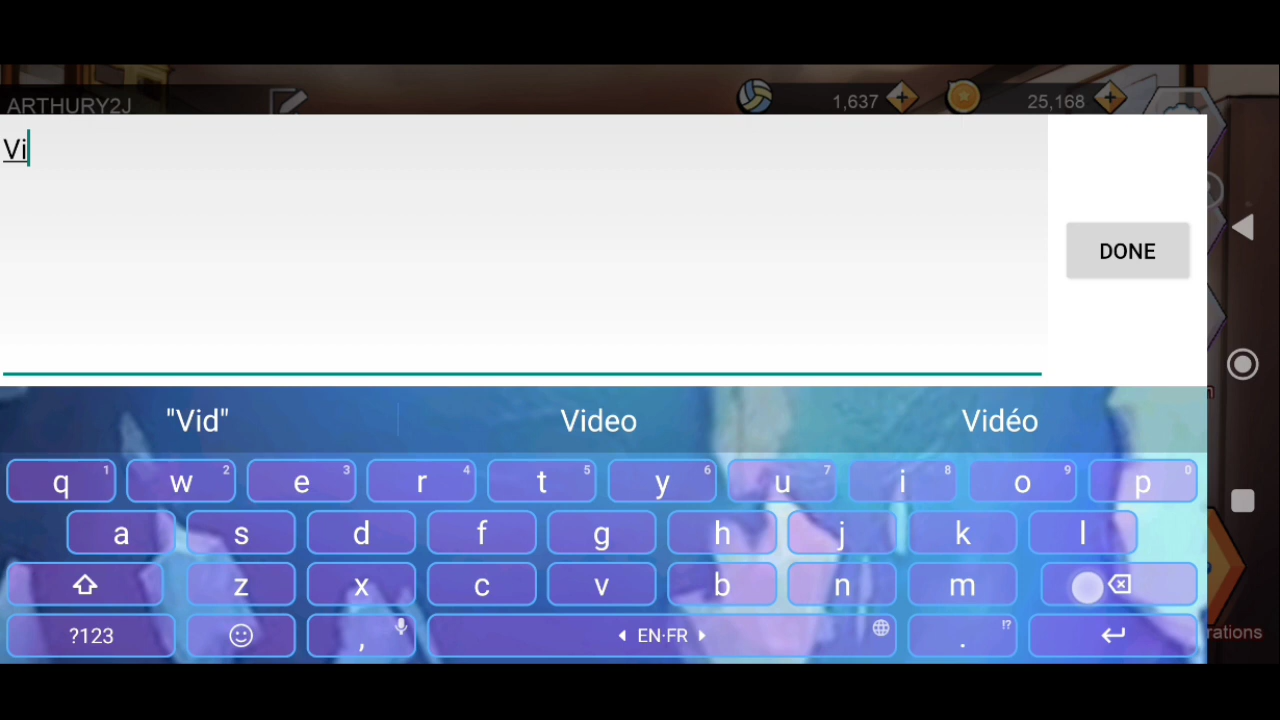 ARTHURY2J
1,637
25,168
Vi
DONE
"Vid" Video Vidéo
q 1 w 2 e 3 r 4 t 5 y 6 u 7 i 8 o 9 p 0
a s d f g h j k l
z x c v b n m
?123 , EN·FR . !? 
rations